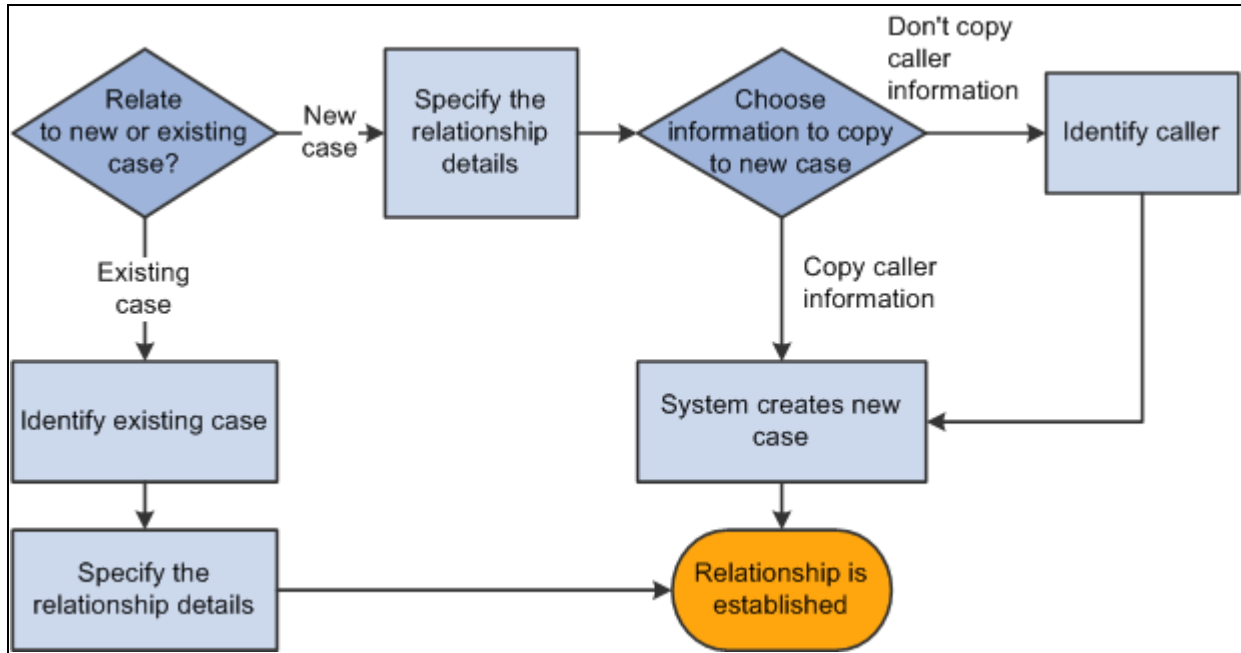 Relate
to new or existing
case?
New
case
Specify the
relationship
details
Choose
information to copy
to new case
Don't copy
caller
information
Identify caller
Existing
case
Copy caller
information
Identify existing case
System creates new
case
Specify the
relationship details
Relationship is
established